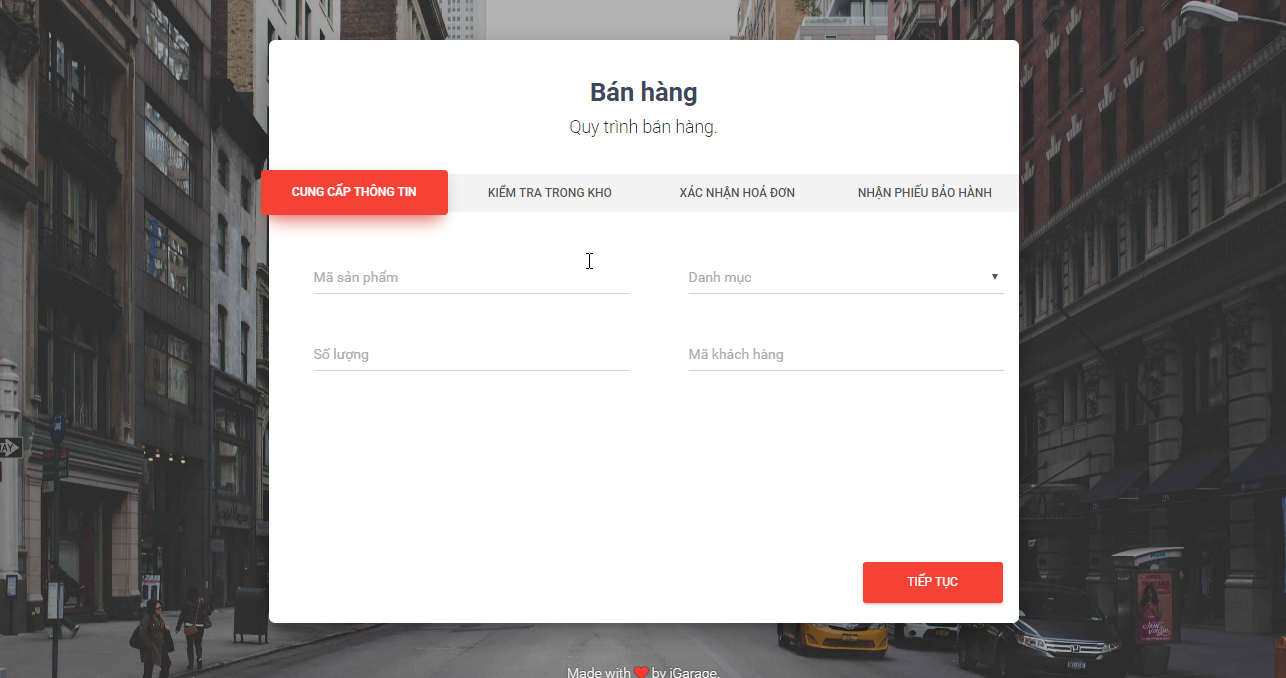 Bán hàng
Quy trình bán hàng.
CUNG CẤP THÔNG TIN
KIỂM TRA TRONG KHO
XÁC NHẬN HOÁ ĐƠN
NHẬN PHIẾU BẢO HÀNH
Mã sản phẩm
Danh mục
Số lượng
Mã khách hàng
TIẾP TỤC
Made with ❤ by iGarage.